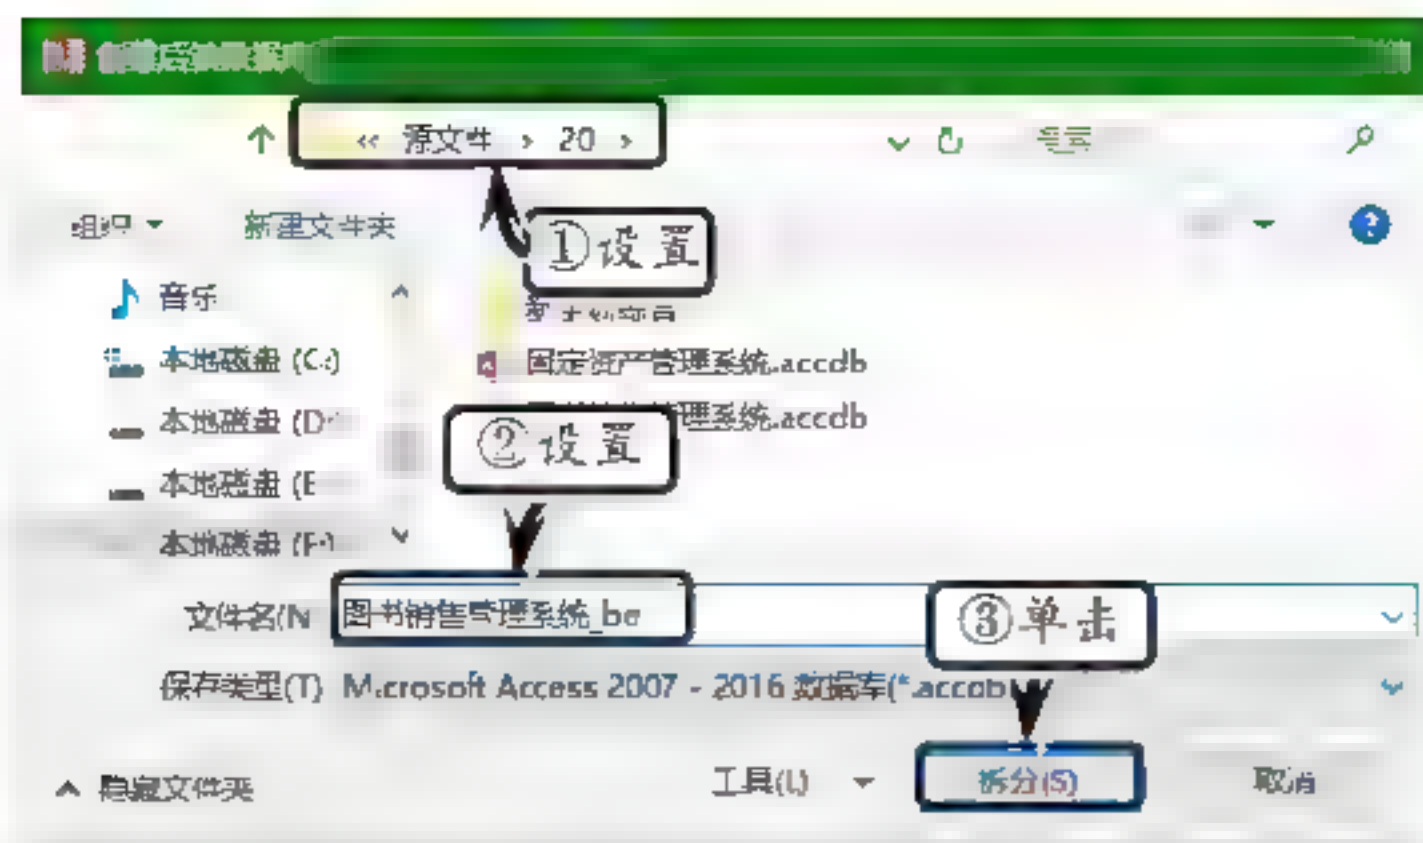 « 源文件 › 20 ›
①设置
组织 新建文件夹
音乐
本地磁盘 (C:)
固定资产管理系统.accdb
本地磁盘 (D
管理系统.accdb
②设置
本地磁盘 (E
本地磁盘 (F:)
文件名(N 图书销售管理系统_be
③单击
保存类型(T) Microsoft Access 2007 - 2016 数据库(*.accdb)
隐藏文件夹 工具(L) 拆分(S) 取消